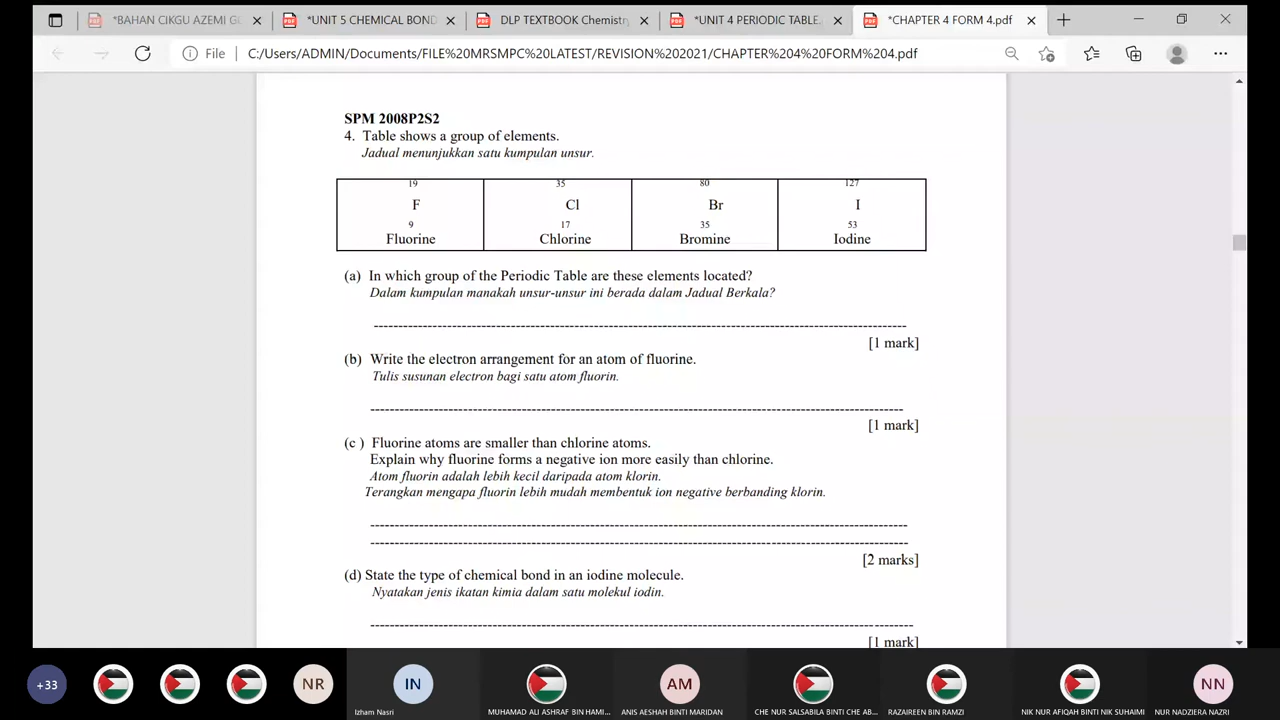 *BAHAN CIKGU AZEMI G
*UNIT 5 CHEMICAL BOND
DLP TEXTBOOK Chemistry
*UNIT 4 PERIODIC TABLE.
*CHAPTER 4 FORM 4.pdf
File
C:/Users/ADMIN/Documents/FILE%20MRSMPC%20LATEST/REVISION%202021/CHAPTER%204%20FORM%204.pdf
SPM 2008P2S2
4. Table shows a group of elements.
Jadual menunjukkan satu kumpulan unsur.
19 35 80 127
F Cl Br I
9 17 35 53
Fluorine Chlorine Bromine Iodine
(a) In which group of the Periodic Table are these elements located?
Dalam kumpulan manakah unsur-unsur ini berada dalam Jadual Berkala?
[1 mark]
(b) Write the electron arrangement for an atom of fluorine.
Tulis susunan electron bagi satu atom fluorin.
[1 mark]
(c ) Fluorine atoms are smaller than chlorine atoms.
Explain why fluorine forms a negative ion more easily than chlorine.
Atom fluorin adalah lebih kecil daripada atom klorin.
Terangkan mengapa fluorin lebih mudah membentuk ion negative berbanding klorin.
[2 marks]
(d) State the type of chemical bond in an iodine molecule.
Nyatakan jenis ikatan kimia dalam satu molekul iodin.
[1 mark]
+33
NR
IN
AM
NN
Izham Nasri
MUHAMAD ALI ASHRAF BIN HAMI...
ANIS AESHAH BINTI MARIDAN
CHE NUR SALSABILA BINTI CHE AB...
RAZAIREEN BIN RAMZI
NIK NUR AFIQAH BINTI NIK SUHAIMI
NUR NADZIERA NAZRI